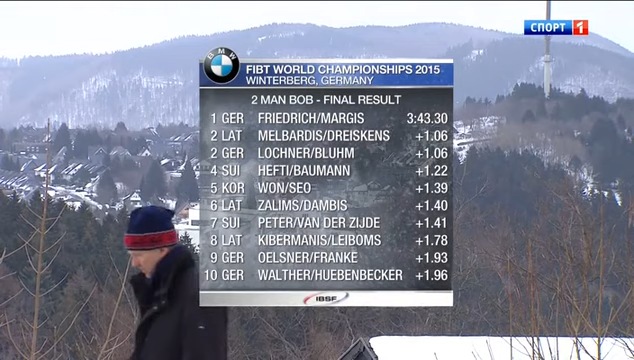 СПОРТ 1
BMW
FIBT WORLD CHAMPIONSHIPS 2015
WINTERBERG, GERMANY
2 MAN BOB - FINAL RESULT
1 GER FRIEDRICH/MARGIS 3:43.30
2 LAT MELBARDIS/DREISKENS +1.06
2 GER LOCHNER/BLUHM +1.06
4 SUI HEFTI/BAUMANN +1.22
5 KOR WON/SEO +1.39
6 LAT ZALIMS/DAMBIS +1.40
7 SUI PETER/VAN DER ZIJDE +1.41
8 LAT KIBERMANIS/LEIBOMS +1.78
9 GER OELSNER/FRANKÈ +1.93
10 GER WALTHER/HUEBENBECKER +1.96
IBSF